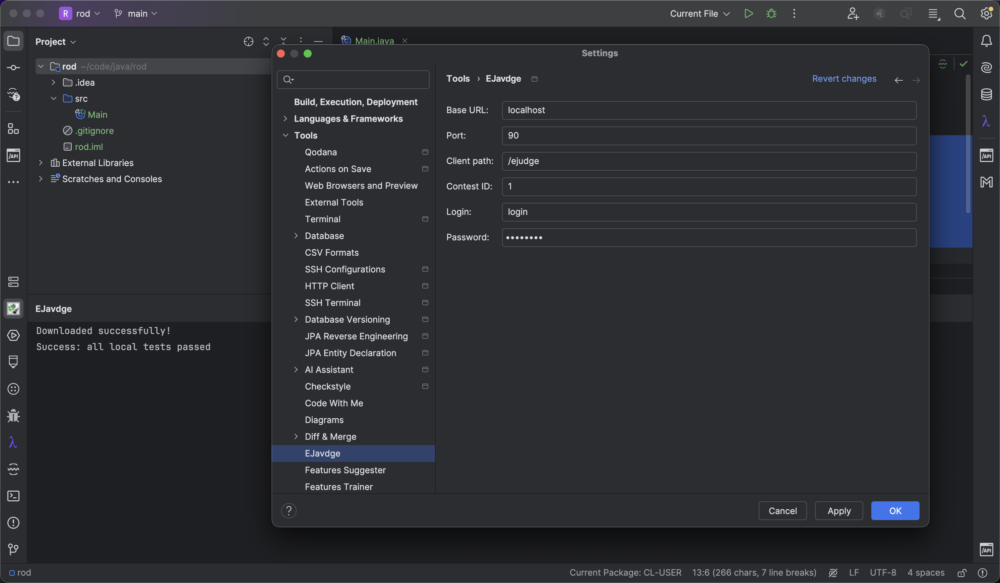 R rod main
Current File
Project
Main.java
rod ~/code/java/rod
.idea
src
Main
.gitignore
rod.iml
External Libraries
Scratches and Consoles
/API
EJavdge
Downloaded successfully!
Success: all local tests passed
Settings
Build, Execution, Deployment
Languages & Frameworks
Tools
Qodana
Actions on Save
Web Browsers and Preview
External Tools
Terminal
Database
CSV Formats
SSH Configurations
HTTP Client
SSH Terminal
Database Versioning
JPA Reverse Engineering
JPA Entity Declaration
AI Assistant
Checkstyle
Code With Me
Diagrams
Diff & Merge
EJavdge
Features Suggester
Features Trainer
Tools › EJavdge
Revert changes
Base URL: localhost
Port: 90
Client path: /ejudge
Contest ID: 1
Login: login
Password: ••••••••
?
Cancel Apply OK
/API
/API
rod
Current Package: CL-USER 13:6 (266 chars, 7 line breaks) LF UTF-8 4 spaces